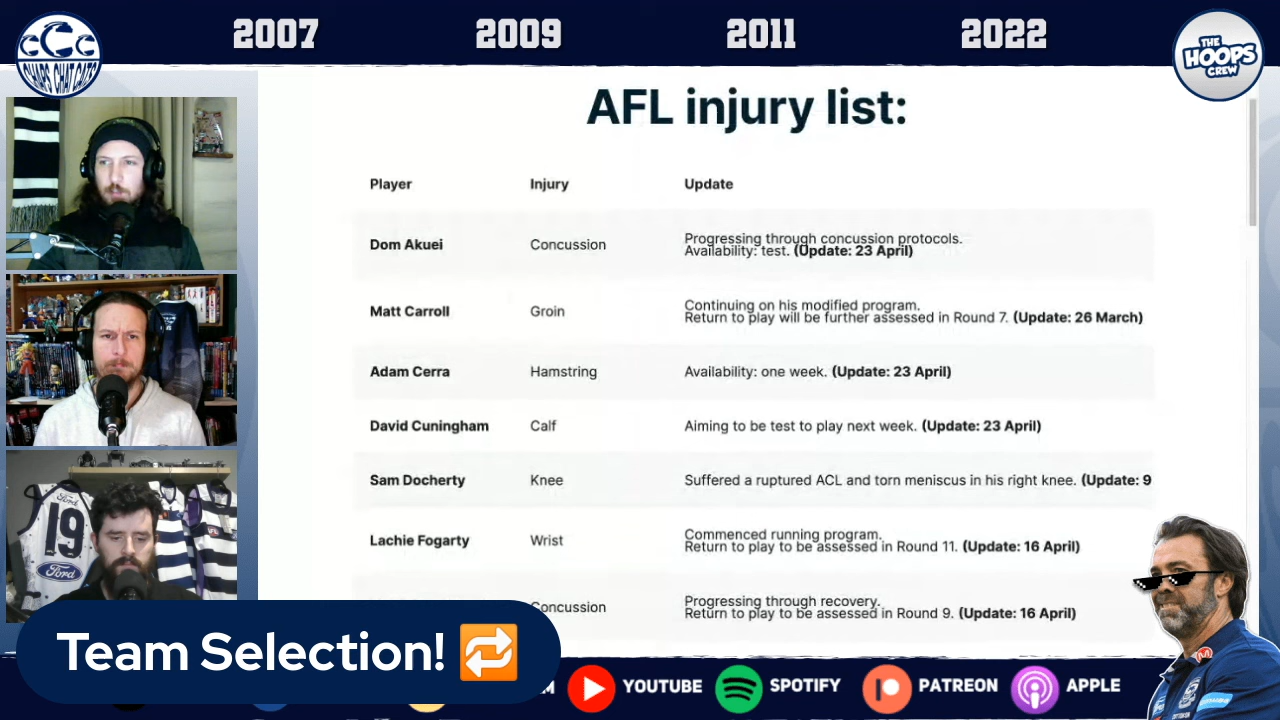 2007 2009 2011 2022
CCC
CHAPS CHAT CATS
THE
HOOPS
CREW
AFL injury list:
Player Injury Update
Dom Akuei Concussion Progressing through concussion protocols.
Availability: test. (Update: 23 April)
Matt Carroll Groin Continuing on his modified program.
Return to play will be further assessed in Round 7. (Update: 26 March)
Adam Cerra Hamstring Availability: one week. (Update: 23 April)
David Cuningham Calf Aiming to be test to play next week. (Update: 23 April)
Sam Docherty Knee Suffered a ruptured ACL and torn meniscus in his right knee. (Update: 9
Lachie Fogarty Wrist Commenced running program.
Return to play to be assessed in Round 11. (Update: 16 April)
Concussion Progressing through recovery.
Return to play to be assessed in Round 9. (Update: 16 April)
Ford
19
Ford
Team Selection!
YOUTUBE SPOTIFY PATREON APPLE